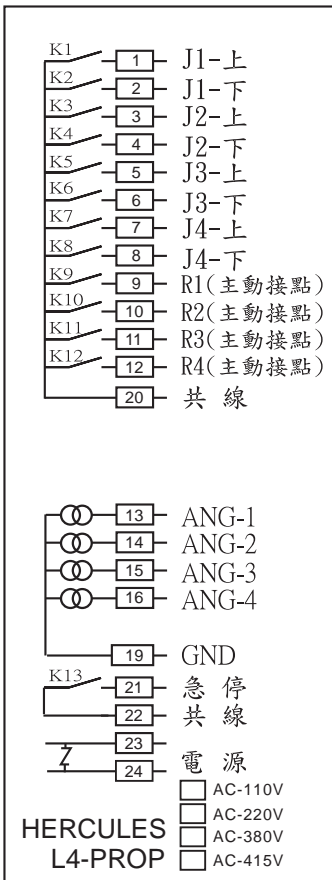 K1 1 J1-上
K2 2 J1-下
K3 3 J2-上
K4 4 J2-下
K5 5 J3-上
K6 6 J3-下
K7 7 J4-上
K8 8 J4-下
K9 9 R1(主動接點)
K10 10 R2(主動接點)
K11 11 R3(主動接點)
K12 12 R4(主動接點)
20 共 線
13 ANG-1
14 ANG-2
15 ANG-3
16 ANG-4
19 GND
K13 21 急 停
22 共 線
23
24 電 源
AC-110V
AC-220V
AC-380V
AC-415V
HERCULES
L4-PROP